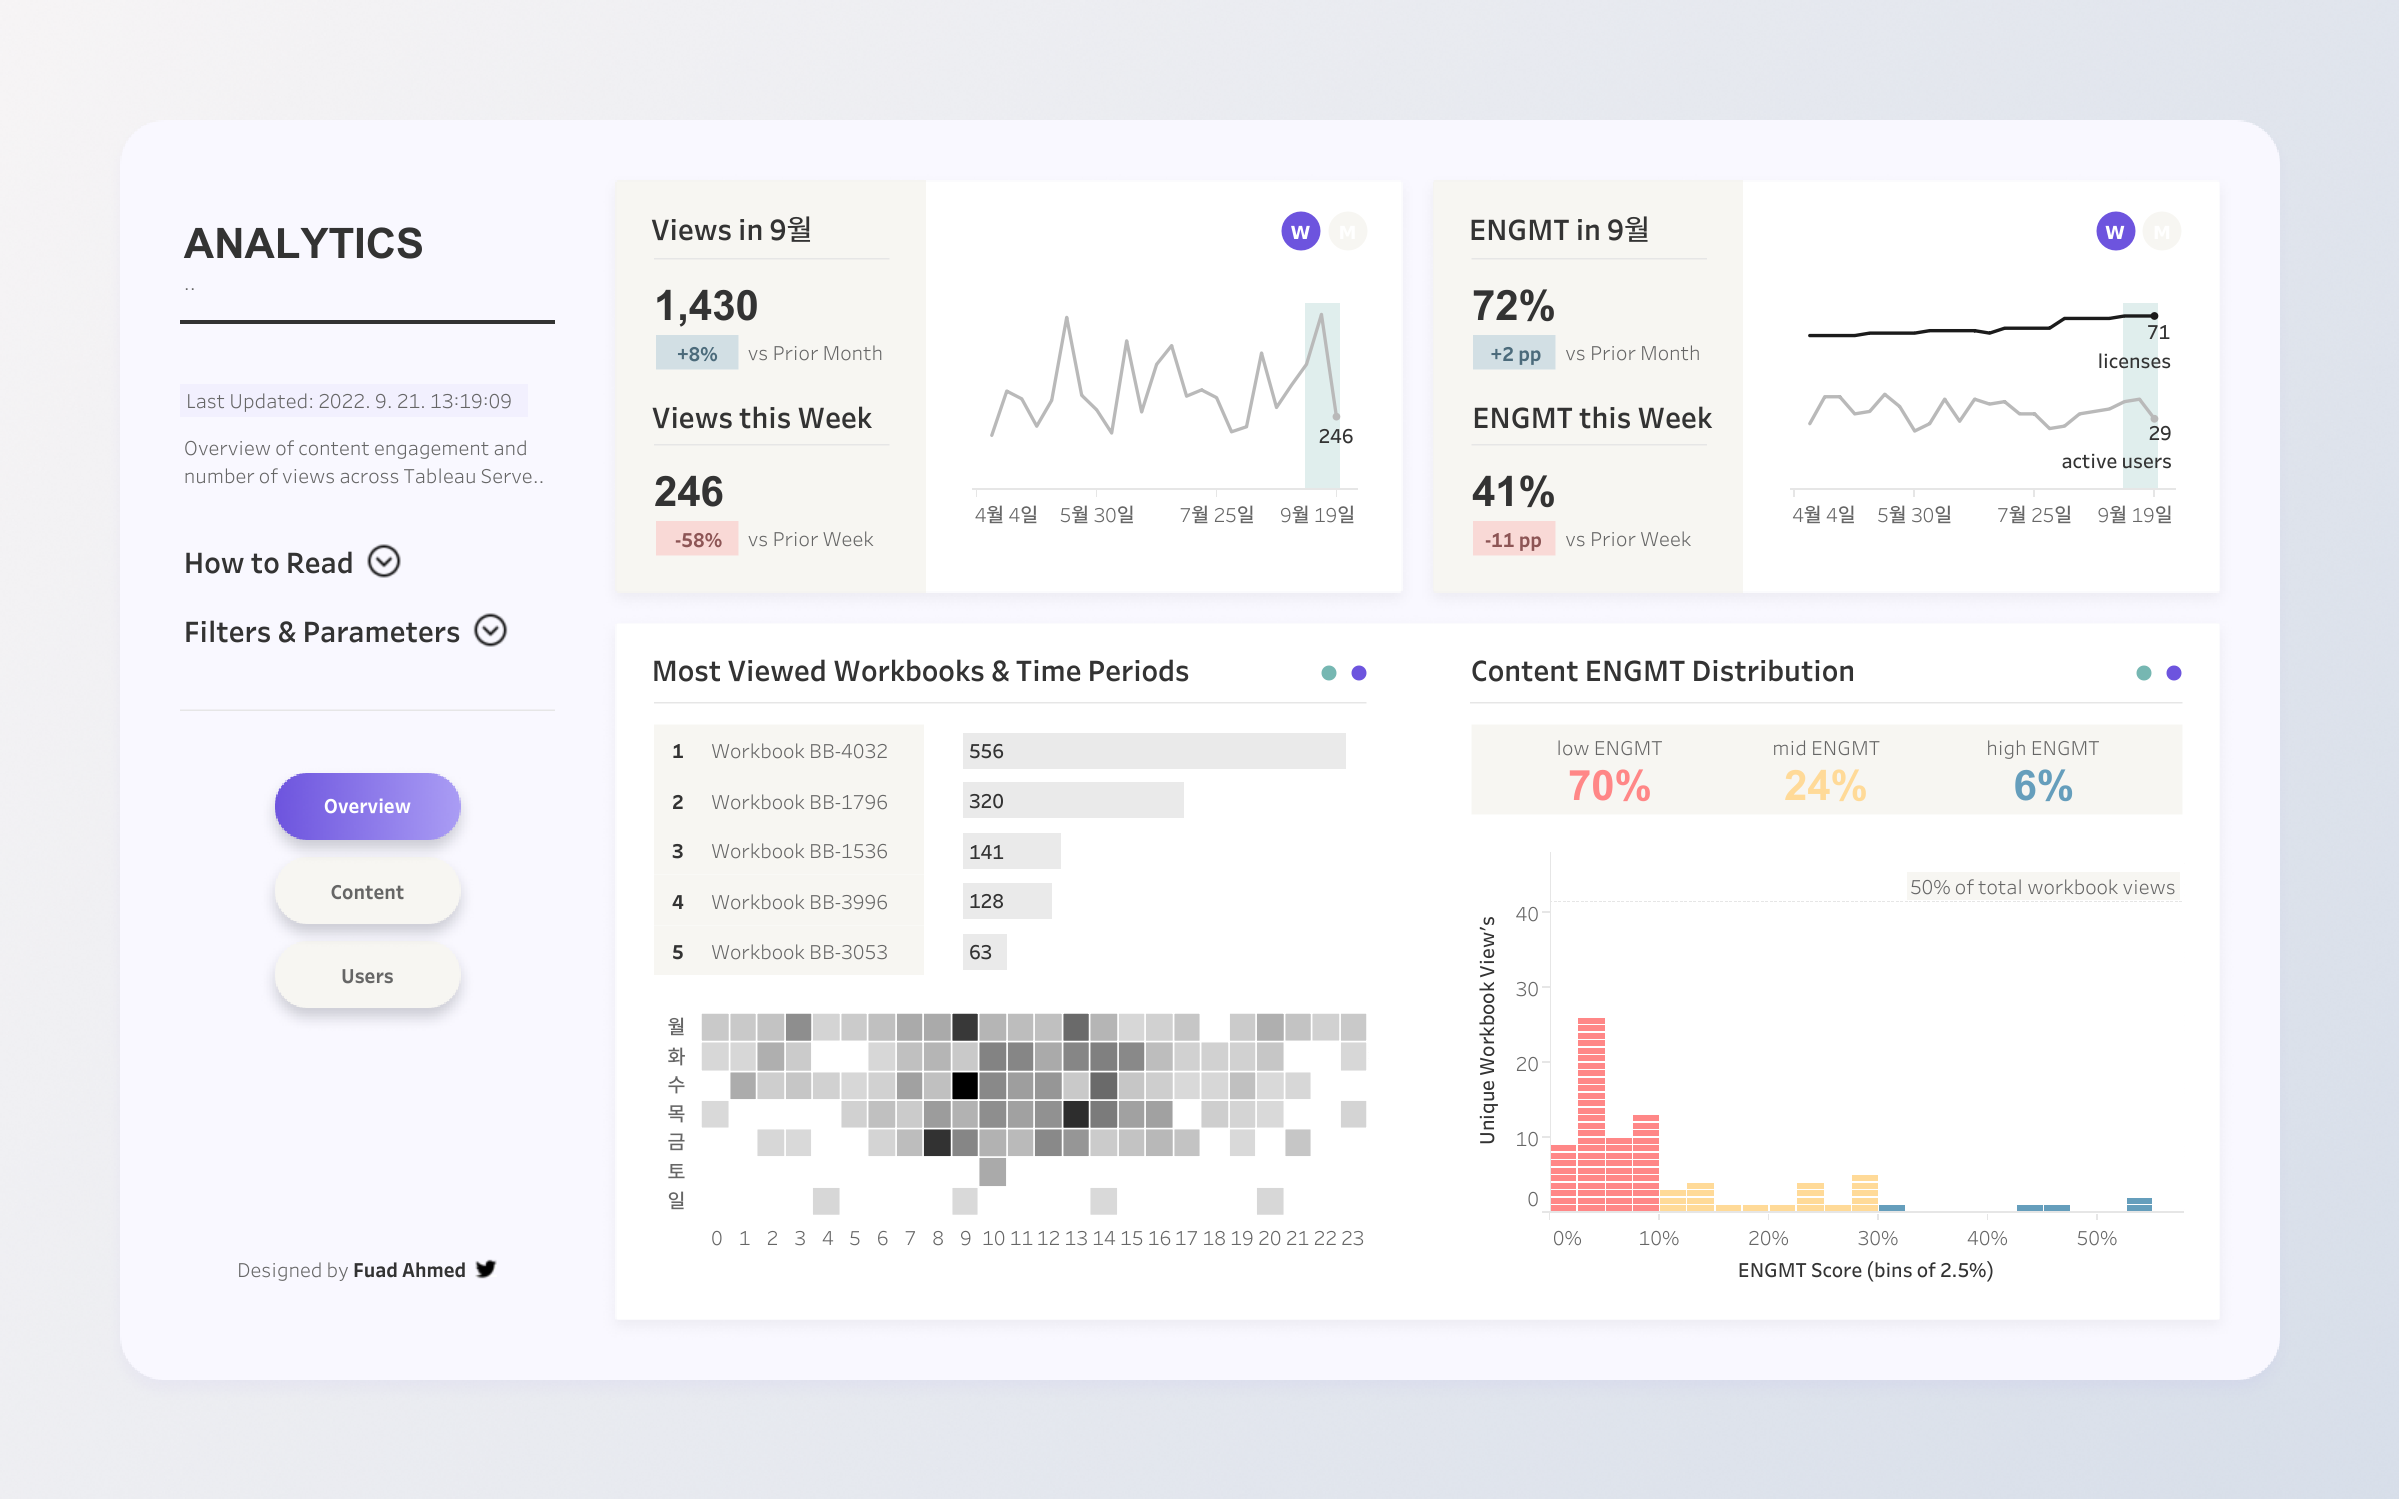 ANALYTICS
..
Last Updated: 2022. 9. 21. 13:19:09
Overview of content engagement and
number of views across Tableau Serve..
How to Read
Filters & Parameters
Overview
Content
Users
Designed by Fuad Ahmed
Views in 9월
1,430
+8% vs Prior Month
Views this Week
246
-58% vs Prior Week
W M
246
4월 4일 5월 30일 7월 25일 9월 19일
ENGMT in 9월
72%
+2 pp vs Prior Month
ENGMT this Week
41%
-11 pp vs Prior Week
W M
71
licenses
29
active users
4월 4일 5월 30일 7월 25일 9월 19일
Most Viewed Workbooks & Time Periods
1 Workbook BB-4032 556
2 Workbook BB-1796 320
3 Workbook BB-1536 141
4 Workbook BB-3996 128
5 Workbook BB-3053 63
월
화
수
목
금
토
일
0 1 2 3 4 5 6 7 8 9 10 11 12 13 14 15 16 17 18 19 20 21 22 23
Content ENGMT Distribution
low ENGMT mid ENGMT high ENGMT
70% 24% 6%
50% of total workbook views
Unique Workbook View's
40
30
20
10
0
0% 10% 20% 30% 40% 50%
ENGMT Score (bins of 2.5%)